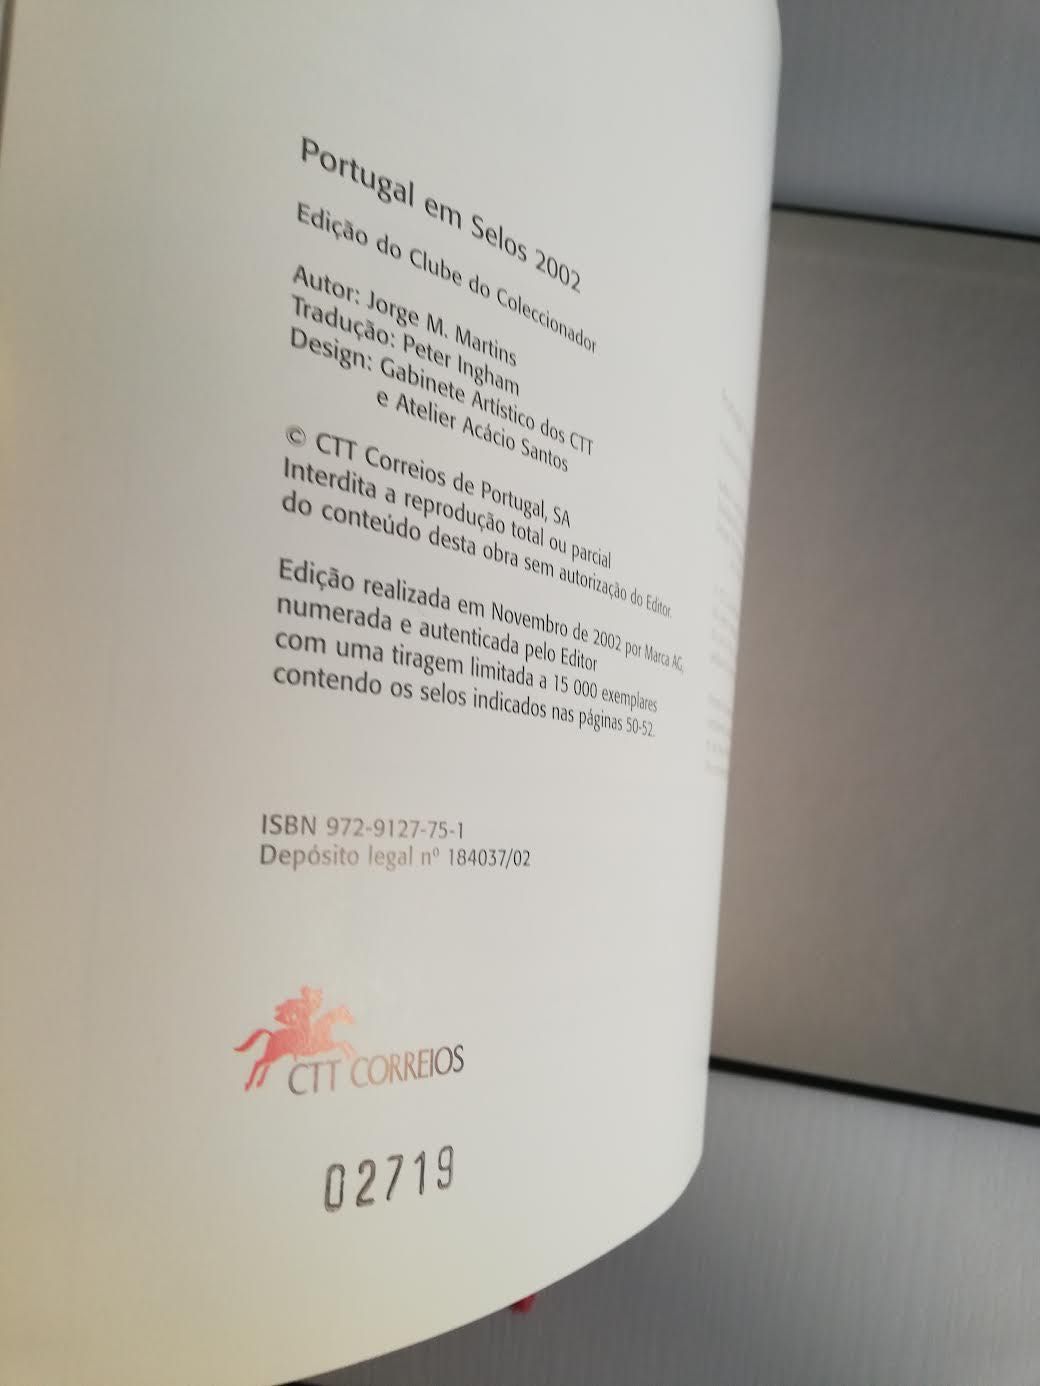 Portugal em Selos 2002
Edição do Clube do Coleccionador
Autor: Jorge M. Martins
Tradução: Peter Ingham
Design: Gabinete Artístico dos CTT
e Atelier Acácio Santos
© CTT Correios de Portugal, SA
Interdita a reprodução total ou parcial
do conteúdo desta obra sem autorização do Editor.
Edição realizada em Novembro de 2002 por Marca AG,
numerada e autenticada pelo Editor
com uma tiragem limitada a 15 000 exemplares
contendo os selos indicados nas páginas 50-52.
ISBN 972-9127-75-1
Depósito legal nº 184037/02
CTT CORREIOS
02719